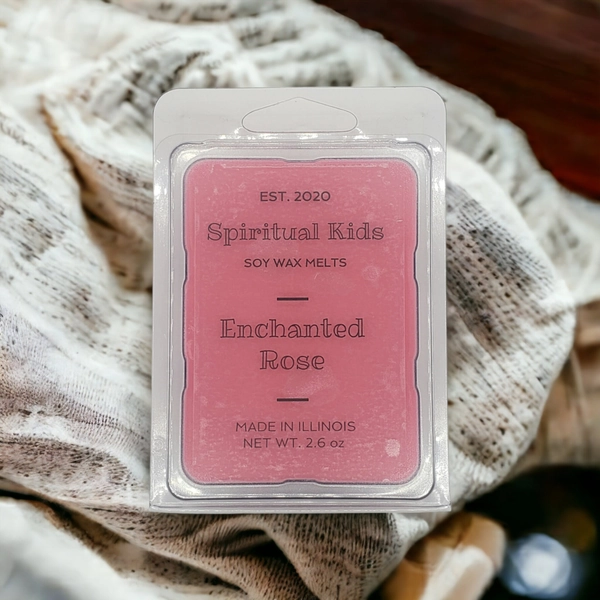 EST. 2020
Spiritual Kids
SOY WAX MELTS
Enchanted
Rose
MADE IN ILLINOIS
NET WT. 2.6 oz